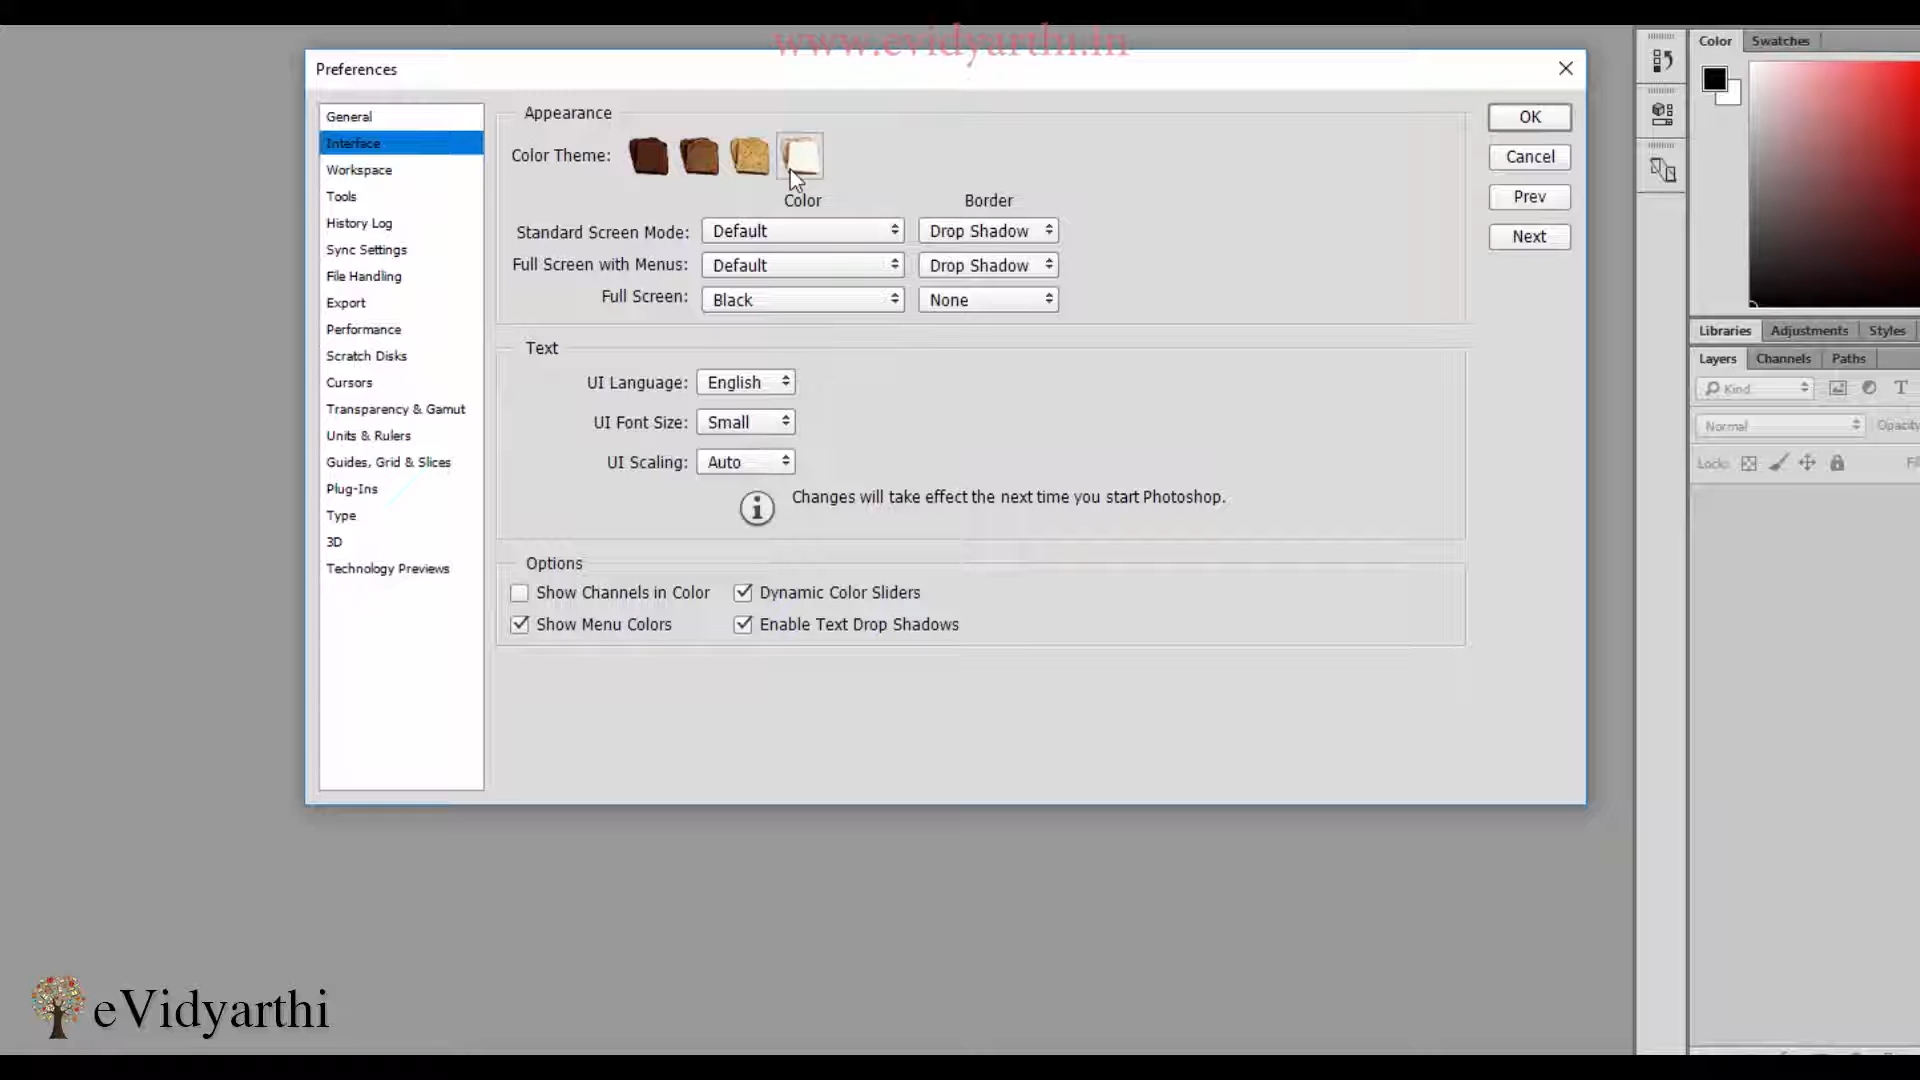 www.evidyarthi.in
Preferences
General
Interface
Workspace
Tools
History Log
Sync Settings
File Handling
Export
Performance
Scratch Disks
Cursors
Transparency & Gamut
Units & Rulers
Guides, Grid & Slices
Plug-Ins
Type
3D
Technology Previews
Appearance
Color Theme:
Color Border
Standard Screen Mode: Default Drop Shadow
Full Screen with Menus: Default Drop Shadow
Full Screen: Black None
Text
UI Language: English
UI Font Size: Small
UI Scaling: Auto
Changes will take effect the next time you start Photoshop.
Options
Show Channels in Color Dynamic Color Sliders
Show Menu Colors Enable Text Drop Shadows
OK
Cancel
Prev
Next
Color Swatches
Libraries Adjustments Styles
Layers Channels Paths
Kind
Normal Opacity
Lock:
eVidyarthi